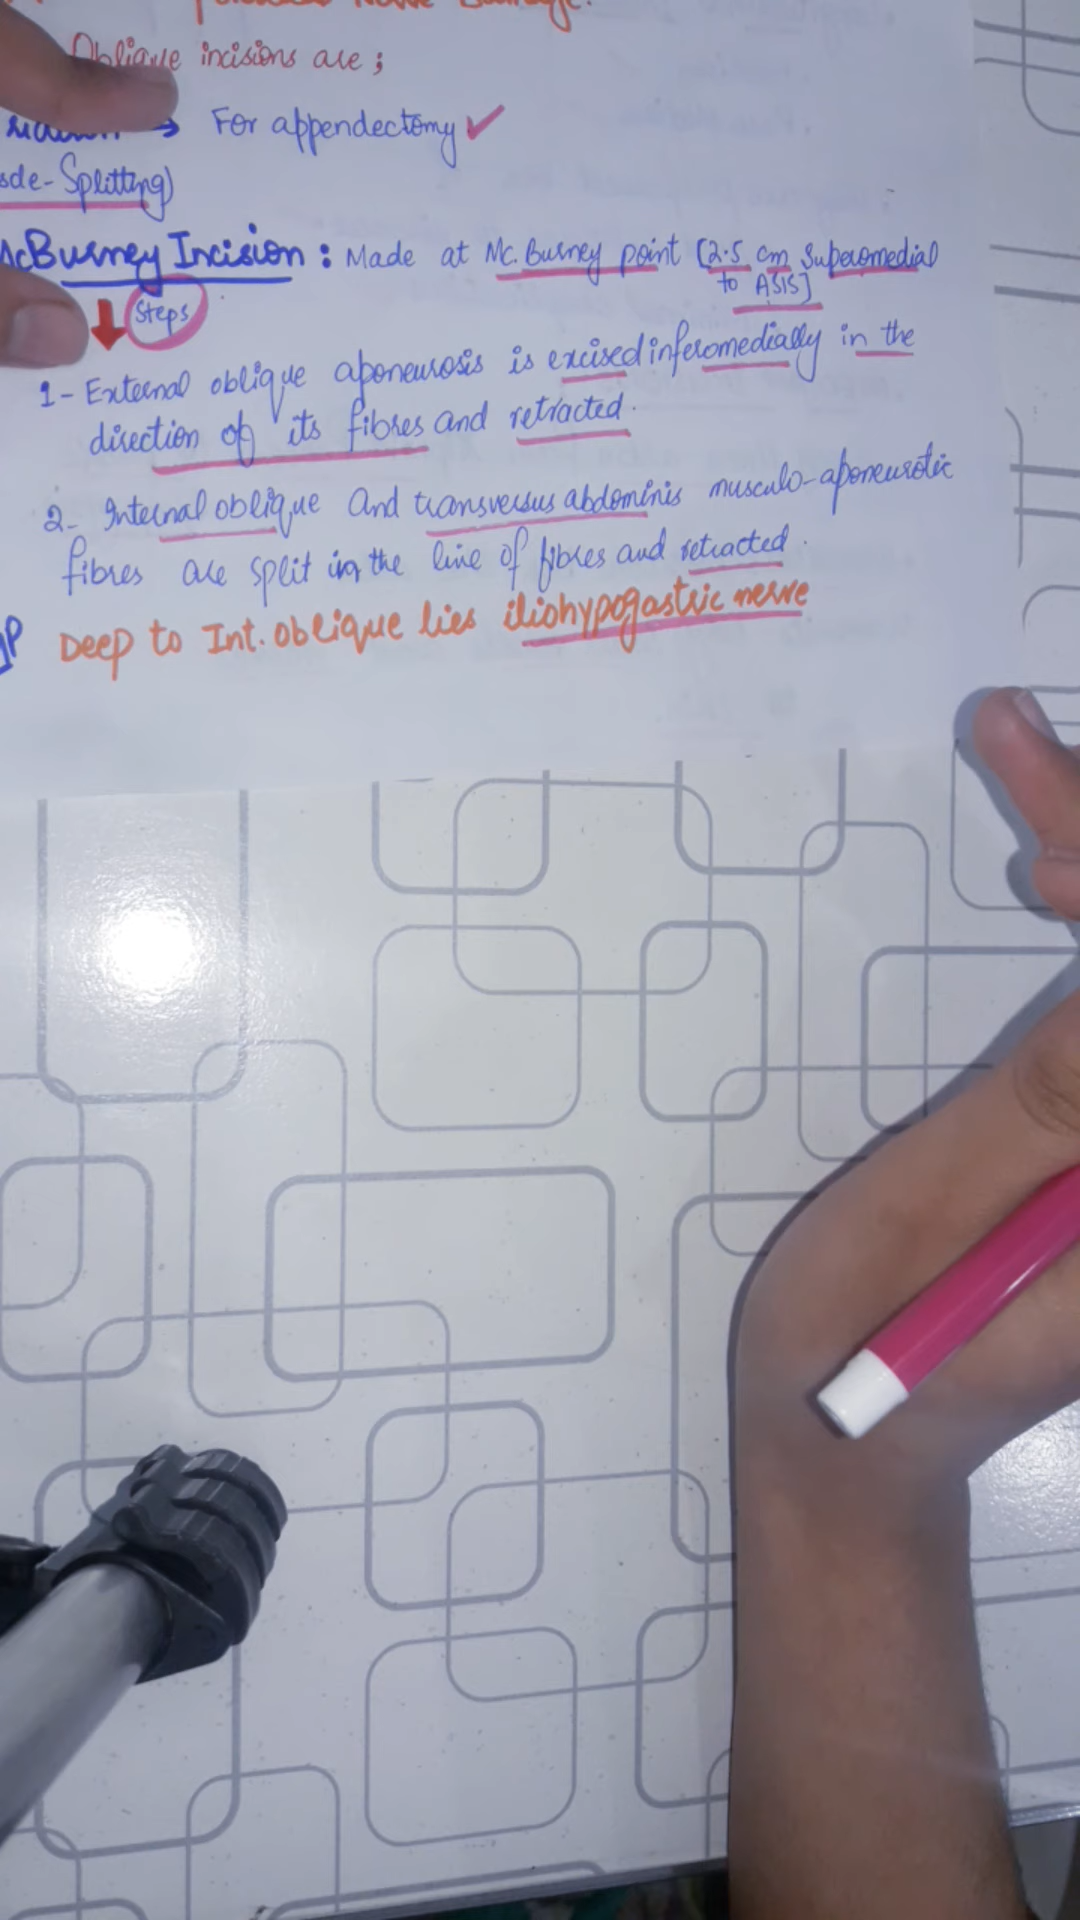 Nerve Damage.
Oblique incisions are ;
→ For appendectomy ✓
Splitting)
McBurney Incision : Made at Mc.Burney point [2.5 cm Superomedial
to ASIS]
Steps
1- External oblique aponeurosis is excised inferomedially in the
direction of its fibres and retracted.
2- Internal oblique and transversus abdominis musculo-aponeurotic
fibres are split in the line of fibres and retracted.
Deep to Int. oblique lies iliohypogastric nerve